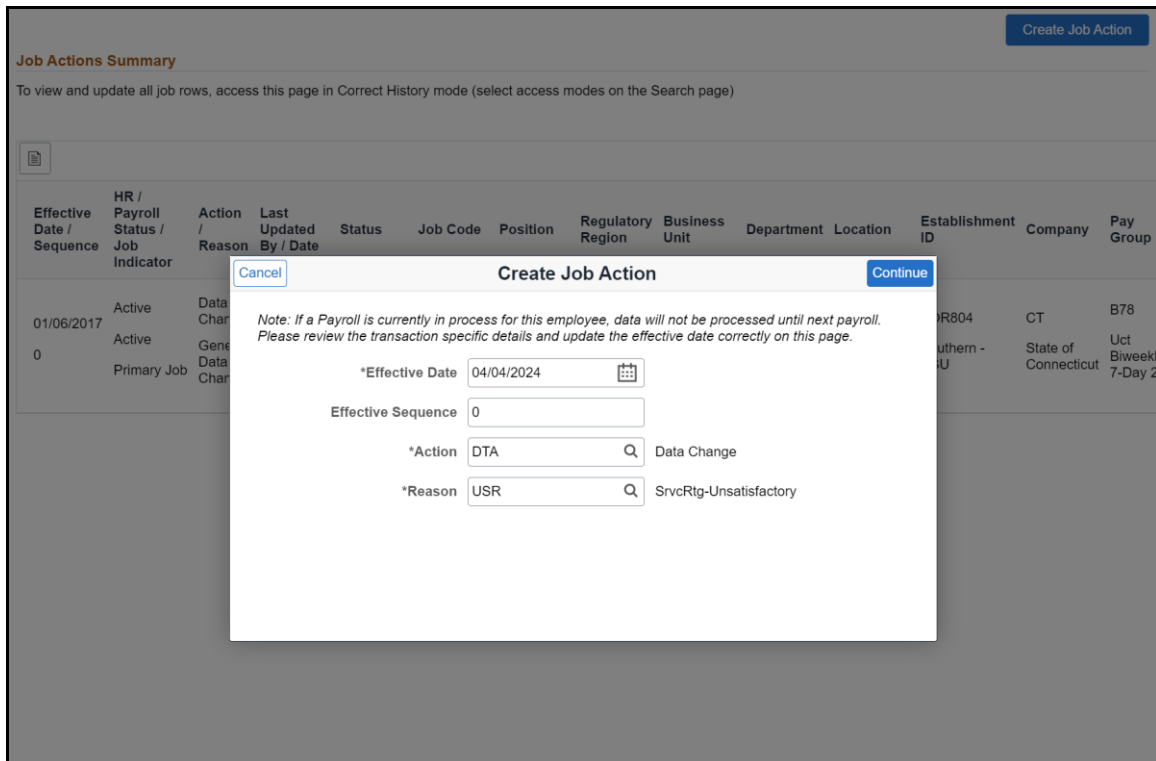 Create Job Action
Job Actions Summary
To view and update all job rows, access this page in Correct History mode (select access modes on the Search page)
Effective Date / Sequence
HR / Payroll Status / Job Indicator
Action / Reason
Last Updated By / Date
Status
Job Code
Position
Regulatory Region
Business Unit
Department
Location
Establishment ID
Company
Pay Group
Cancel
Create Job Action
Continue
Note: If a Payroll is currently in process for this employee, data will not be processed until next payroll.
Please review the transaction specific details and update the effective date correctly on this page.
*Effective Date 04/04/2024
Effective Sequence 0
*Action DTA Data Change
*Reason USR SrvcRtg-Unsatisfactory
01/06/2017
0
Active
Active
Primary Job
Data
Data
CT
State of
Connecticut
B78
Uct
7-Day